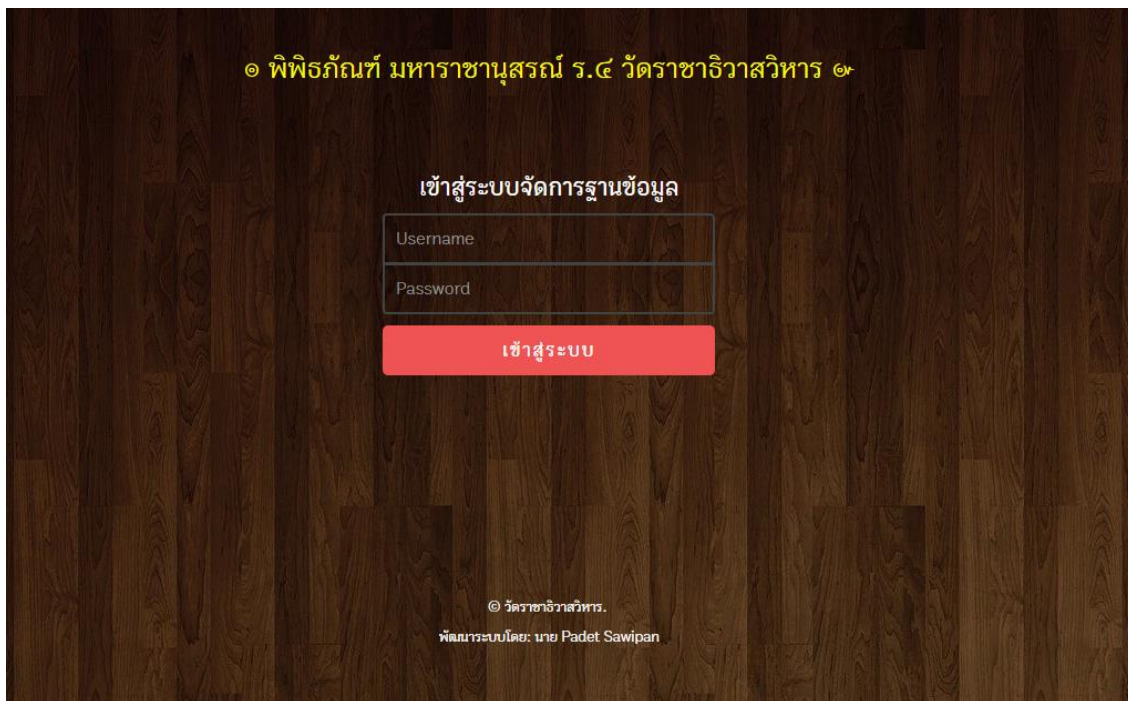 ๏ พิพิธภัณฑ์ มหาราชานุสรณ์ ร.๔ วัดราชาธิวาสวิหาร ๛
เข้าสู่ระบบจัดการฐานข้อมูล
Username
Password
เข้าสู่ระบบ
© วัดราชาธิวาสวิหาร.
พัฒนาระบบโดย: นาย Padet Sawipan